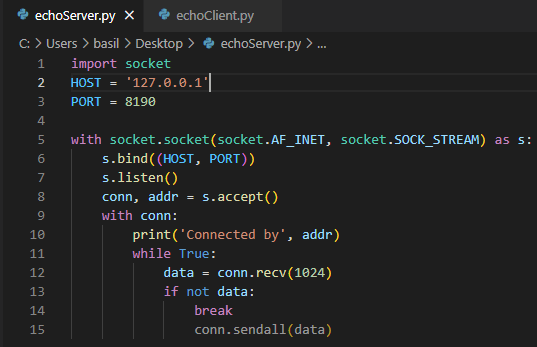 echoServer.py X echoClient.py
C: > Users > basil > Desktop > echoServer.py > ...
1 import socket
2 HOST = '127.0.0.1'
3 PORT = 8190
4
5 with socket.socket(socket.AF_INET, socket.SOCK_STREAM) as s:
6     s.bind((HOST, PORT))
7     s.listen()
8     conn, addr = s.accept()
9     with conn:
10         print('Connected by', addr)
11         while True:
12             data = conn.recv(1024)
13             if not data:
14                 break
15                 conn.sendall(data)